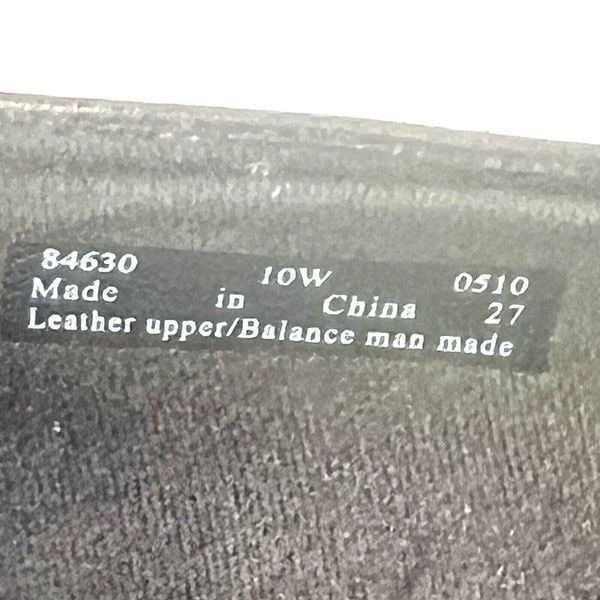 84630 10W 0510
Made in China 27
Leather upper/Balance man made